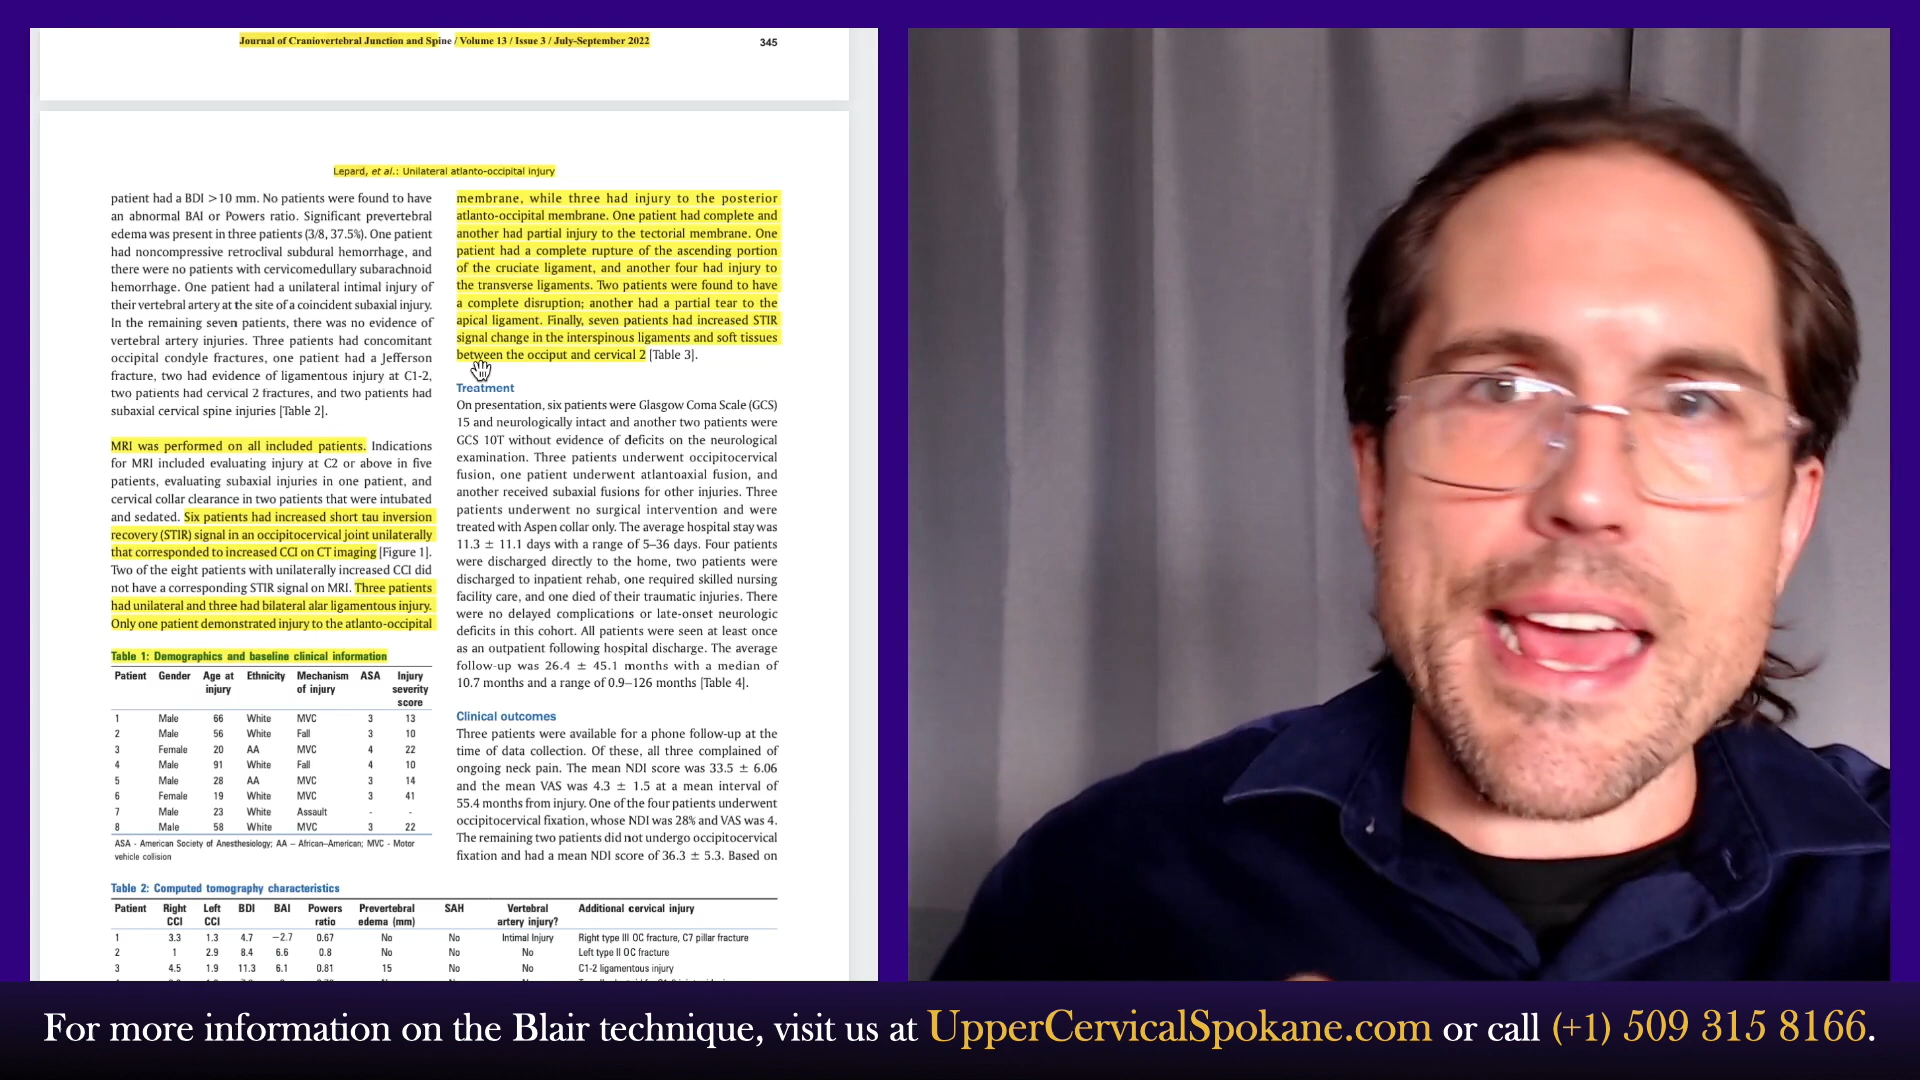 Journal of Craniovertebral Junction and Spine / Volume 13 / Issue 3 / July-September 2022
345
Lepard, et al.: Unilateral atlanto-occipital injury
patient had a BDI >10 mm. No patients were found to have
an abnormal BAI or Powers ratio. Significant prevertebral
edema was present in three patients (3/8, 37.5%). One patient
had noncompressive retroclival subdural hemorrhage, and
there were no patients with cervicomedullary subarachnoid
hemorrhage. One patient had a unilateral intimal injury of
their vertebral artery at the site of a coincident subaxial injury.
In the remaining seven patients, there was no evidence of
vertebral artery injuries. Three patients had concomitant
occipital condyle fractures, one patient had a Jefferson
fracture, two had evidence of ligamentous injury at C1-2,
two patients had cervical 2 fractures, and two patients had
subaxial cervical spine injuries [Table 2].
MRI was performed on all included patients. Indications
for MRI included evaluating injury at C2 or above in five
patients, evaluating subaxial injuries in one patient, and
cervical collar clearance in two patients that were intubated
and sedated. Six patients had increased short tau inversion
recovery (STIR) signal in an occipitocervical joint unilaterally
that corresponded to increased CCI on CT imaging [Figure 1].
Two of the eight patients with unilaterally increased CCI did
not have a corresponding STIR signal on MRI. Three patients
had unilateral and three had bilateral alar ligamentous injury.
Only one patient demonstrated injury to the atlanto-occipital
membrane, while three had injury to the posterior
atlanto-occipital membrane. One patient had complete and
another had partial injury to the tectorial membrane. One
patient had a complete rupture of the ascending portion
of the cruciate ligament, and another four had injury to
the transverse ligaments. Two patients were found to have
a complete disruption; another had a partial tear to the
apical ligament. Finally, seven patients had increased STIR
signal change in the interspinous ligaments and soft tissues
between the occiput and cervical 2 [Table 3].
Treatment
On presentation, six patients were Glasgow Coma Scale (GCS)
15 and neurologically intact and another two patients were
GCS 10T without evidence of deficits on the neurological
examination. Three patients underwent occipitocervical
fusion, one patient underwent atlantoaxial fusion, and
another received subaxial fusions for other injuries. Three
patients underwent no surgical intervention and were
treated with Aspen collar only. The average hospital stay was
11.3 ± 11.1 days with a range of 5–36 days. Four patients
were discharged directly to the home, two patients were
discharged to inpatient rehab, one required skilled nursing
facility care, and one died of their traumatic injuries. There
were no delayed complications or late-onset neurologic
deficits in this cohort. All patients were seen at least once
as an outpatient following hospital discharge. The average
follow-up was 26.4 ± 45.1 months with a median of
10.7 months and a range of 0.9–126 months [Table 4].
Clinical outcomes
Three patients were available for a phone follow-up at the
time of data collection. Of these, all three complained of
ongoing neck pain. The mean NDI score was 33.5 ± 6.06
and the mean VAS was 4.3 ± 1.5 at a mean interval of
55.4 months from injury. One of the four patients underwent
occipitocervical fixation, whose NDI was 28% and VAS was 4.
The remaining two patients did not undergo occipitocervical
fixation and had a mean NDI score of 36.3 ± 5.3. Based on
Table 1: Demographics and baseline clinical information
Patient Gender Age at injury Ethnicity Mechanism of injury ASA Injury severity score
1 Male 66 White MVC 3 13
2 Male 56 White Fall 3 10
3 Female 20 AA MVC 4 22
4 Male 91 White Fall 4 10
5 Male 28 AA MVC 3 14
6 Female 19 White MVC 3 41
7 Male 23 White Assault - -
8 Male 58 White MVC 3 22
ASA - American Society of Anesthesiology; AA – African–American; MVC - Motor
vehicle collision
Table 2: Computed tomography characteristics
Patient Right CCI Left CCI BDI BAI Powers ratio Prevertebral edema (mm) SAH Vertebral artery injury? Additional cervical injury
1 3.3 1.3 4.7 −2.7 0.67 No No Intimal Injury Right type III OC fracture, C7 pillar fracture
2 1 2.9 8.4 6.6 0.8 No No No Left type II OC fracture
3 4.5 1.9 11.3 6.1 0.81 15 No No C1-2 ligamentous injury
For more information on the Blair technique, visit us at UpperCervicalSpokane.com or call (+1) 509 315 8166.